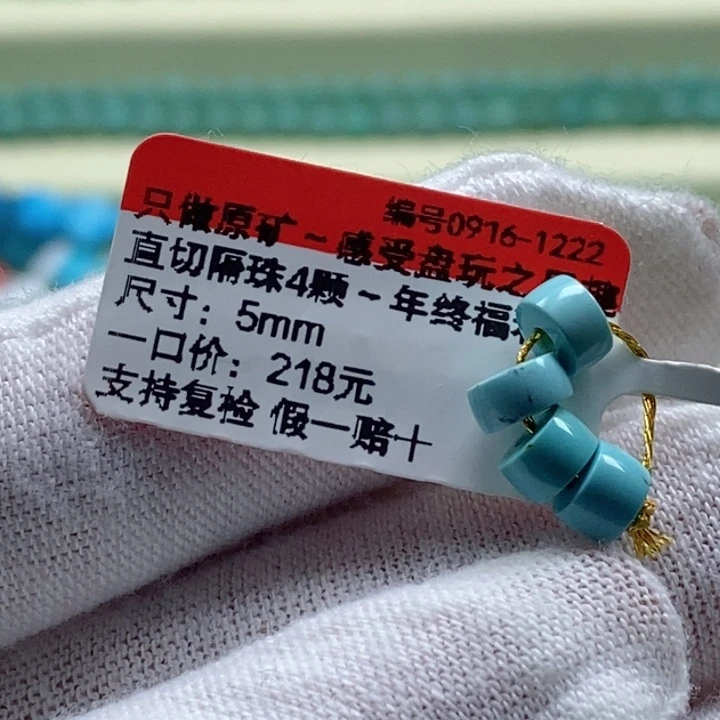 编号0916-1222
只做原矿~感受盘玩之
直切隔珠4颗~年终福
尺寸：5mm
一口价：218元
支持复检 假一赔十